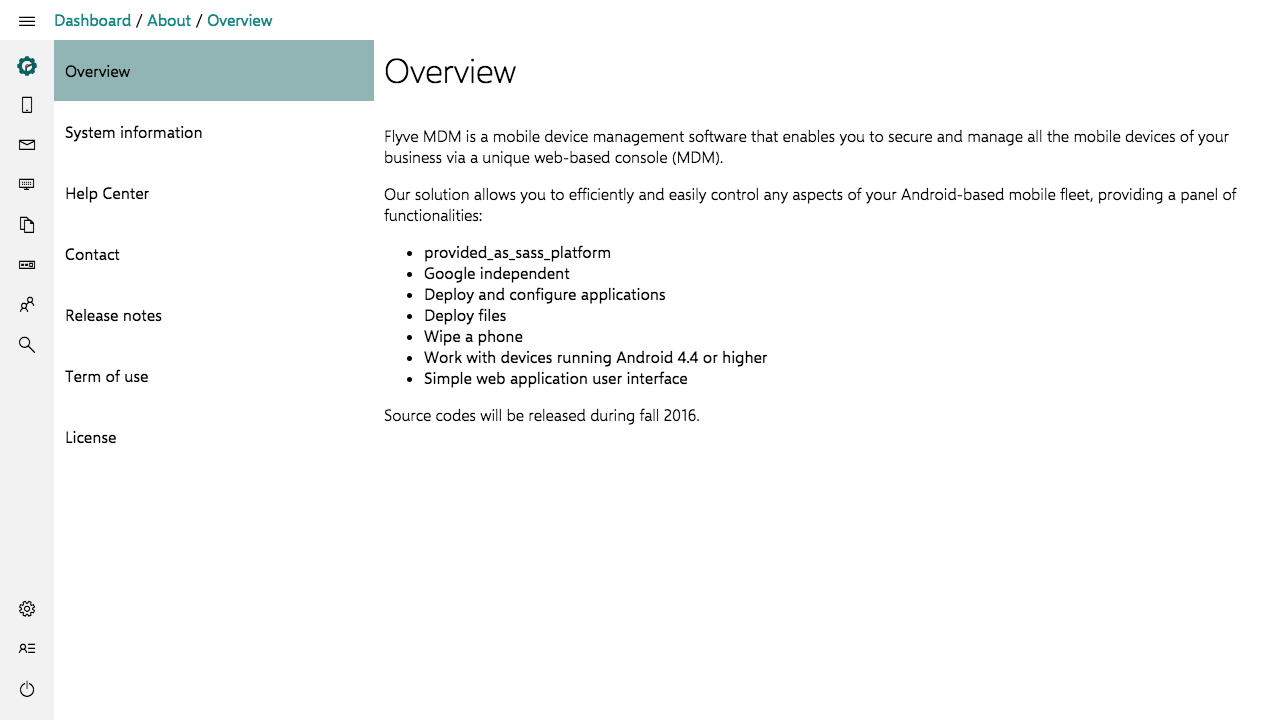 Dashboard / About / Overview
Overview
System information
Help Center
Contact
Release notes
Term of use
License
Overview
Flyve MDM is a mobile device management software that enables you to secure and manage all the mobile devices of your
business via a unique web-based console (MDM).
Our solution allows you to efficiently and easily control any aspects of your Android-based mobile fleet, providing a panel of
functionalities:
• provided_as_sass_platform
• Google independent
• Deploy and configure applications
• Deploy files
• Wipe a phone
• Work with devices running Android 4.4 or higher
• Simple web application user interface
Source codes will be released during fall 2016.